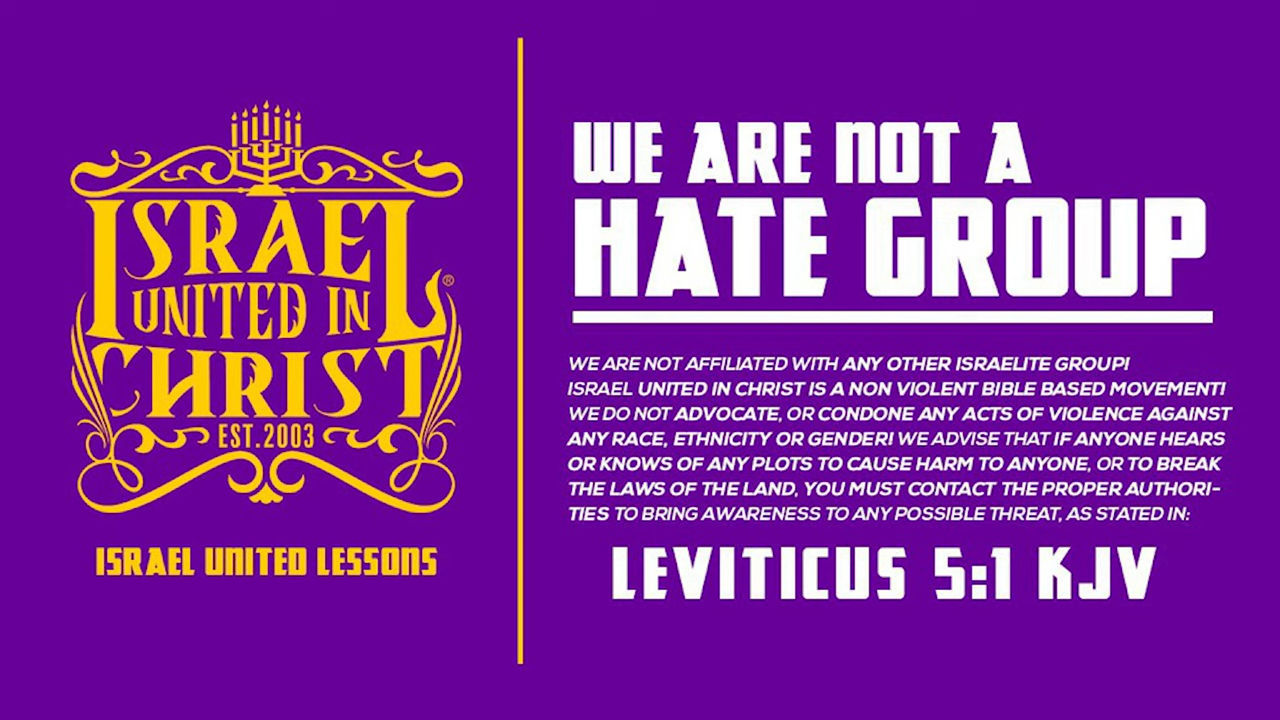 ISRAEL
UNITED IN
CHRIST
EST.2003
®
ISRAEL UNITED LESSONS
WE ARE NOT A
HATE GROUP
WE ARE NOT AFFILIATED WITH ANY OTHER ISRAELITE GROUP!
ISRAEL UNITED IN CHRIST IS A NON VIOLENT BIBLE BASED MOVEMENT!
WE DO NOT ADVOCATE, OR CONDONE ANY ACTS OF VIOLENCE AGAINST
ANY RACE, ETHNICITY OR GENDER! WE ADVISE THAT IF ANYONE HEARS
OR KNOWS OF ANY PLOTS TO CAUSE HARM TO ANYONE, OR TO BREAK
THE LAWS OF THE LAND, YOU MUST CONTACT THE PROPER AUTHORI-
TIES TO BRING AWARENESS TO ANY POSSIBLE THREAT, AS STATED IN:
LEVITICUS 5:1 KJV